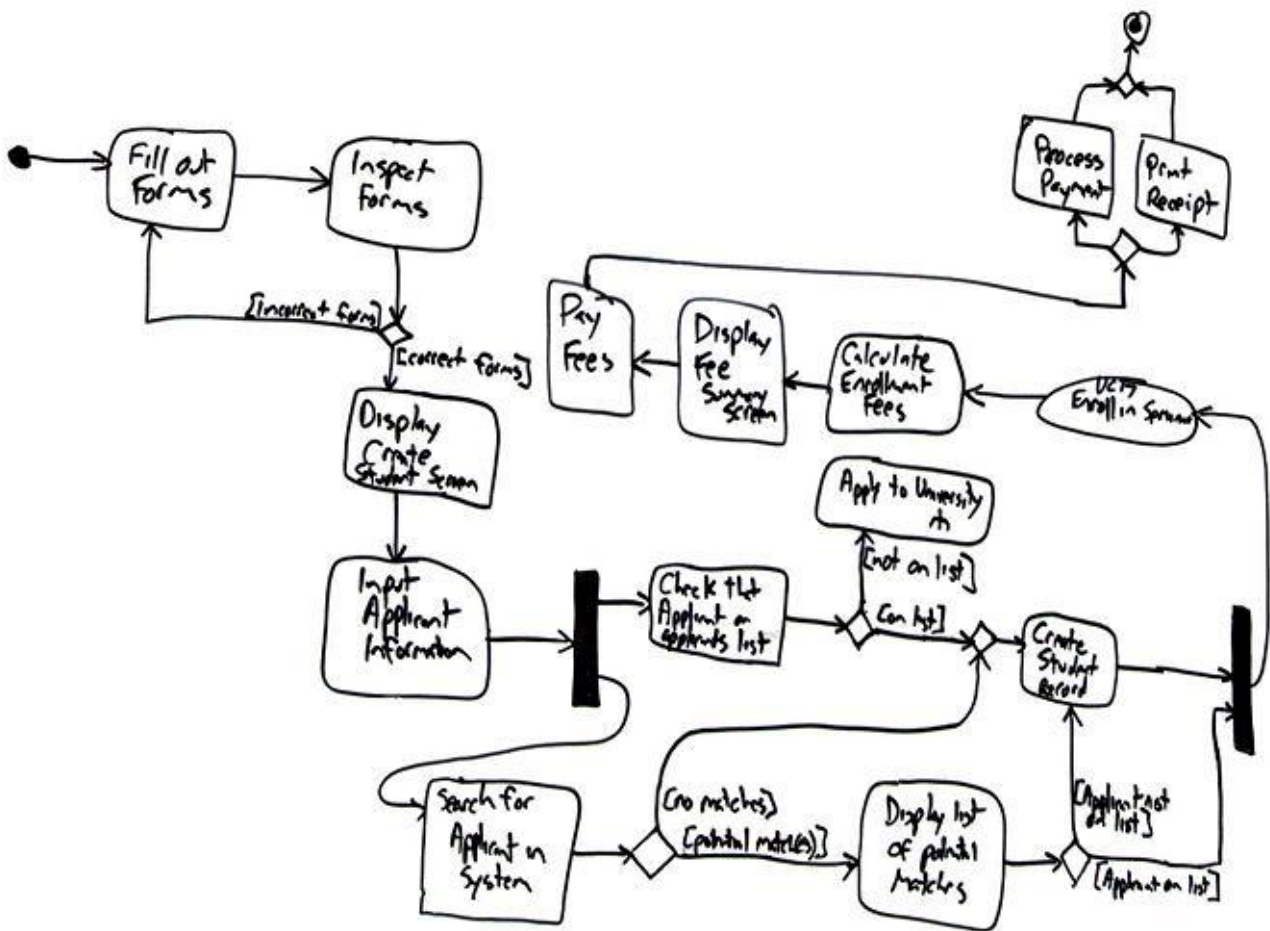 Fill out
Forms
Inspect
Forms
[Incorrect forms]
[correct forms]
Display
Create
Student Screen
Input
Applicant
Information
Check that
Applicant on
applicants list
[not on list]
[on list]
Apply to University
Search for
Applicant in
System
[no matches]
[potential match(es)]
Display list
Of potential
Matches
[Applicant not
on list]
[Applicant on list]
Create
Student
Record
Enroll in
Calculate
Enrollment
Fees
Display
Fee
Summary
Screen
Pay
Fees
Process
Payment
Print
Receipt